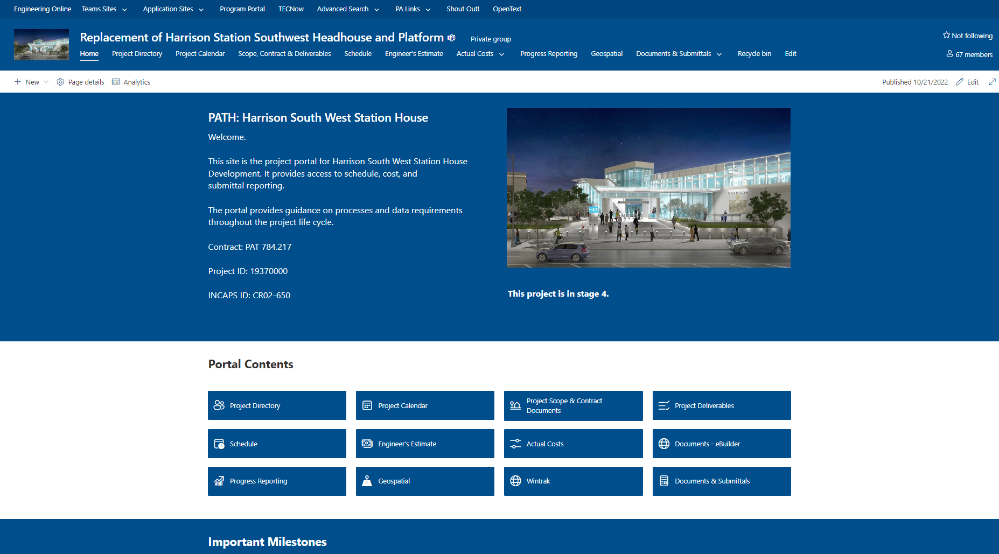 Engineering Online Teams Sites Application Sites Program Portal TECNow Advanced Search PA Links Shout Out! OpenText
Replacement of Harrison Station Southwest Headhouse and Platform Private group
Not following
Home Project Directory Project Calendar Scope, Contract & Deliverables Schedule Engineer's Estimate Actual Costs Progress Reporting Geospatial Documents & Submittals Recycle bin Edit
67 members
New Page details Analytics Published 10/21/2022 Edit
PATH: Harrison South West Station House
Welcome.
This site is the project portal for Harrison South West Station House
Development. It provides access to schedule, cost, and
submittal reporting.
The portal provides guidance on processes and data requirements
throughout the project life cycle.
Contract: PAT 784.217
Project ID: 19370000
INCAPS ID: CR02-650
HARRISON
This project is in stage 4.
Portal Contents
Project Directory
Project Calendar
Project Scope & Contract
Documents
Project Deliverables
Schedule
Engineer's Estimate
Actual Costs
Documents - eBuilder
Progress Reporting
Geospatial
Wintrak
Documents & Submittals
Important Milestones